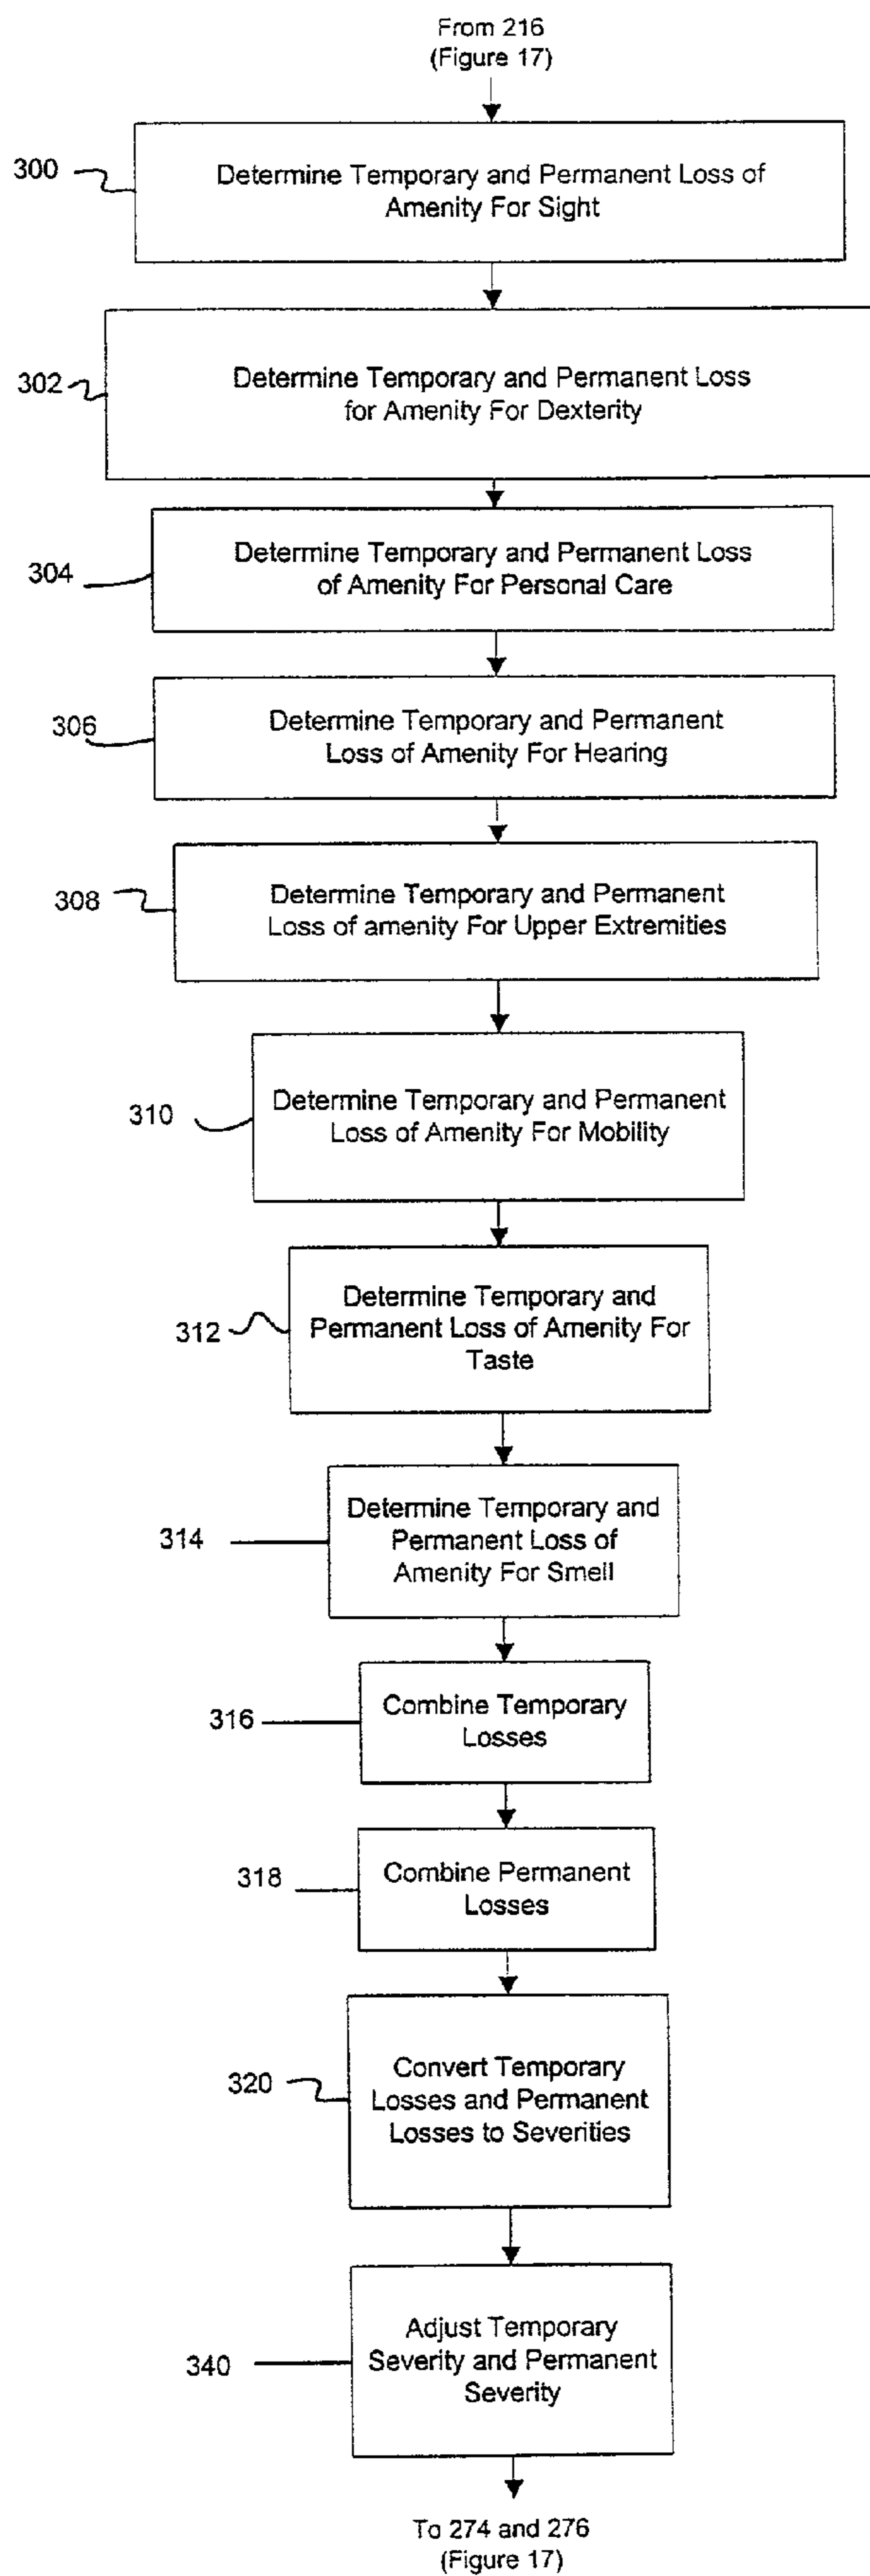 From 216
(Figure 17)
300
Determine Temporary and Permanent Loss of
Amenity For Sight
302
Determine Temporary and Permanent Loss
for Amenity For Dexterity
304
Determine Temporary and Permanent Loss
of Amenity For Personal Care
306
Determine Temporary and Permanent
Loss of Amenity For Hearing
308
Determine Temporary and Permanent
Loss of amenity For Upper Extremities
310
Determine Temporary and Permanent
Loss of Amenity For Mobility
312
Determine Temporary and
Permanent Loss of Amenity For
Taste
314
Determine Temporary and
Permanent Loss of
Amenity For Smell
316
Combine Temporary
Losses
318
Combine Permanent
Losses
320
Convert Temporary
Losses and Permanent
Losses to Severities
340
Adjust Temporary
Severity and Permanent
Severity
To 274 and 276
(Figure 17)